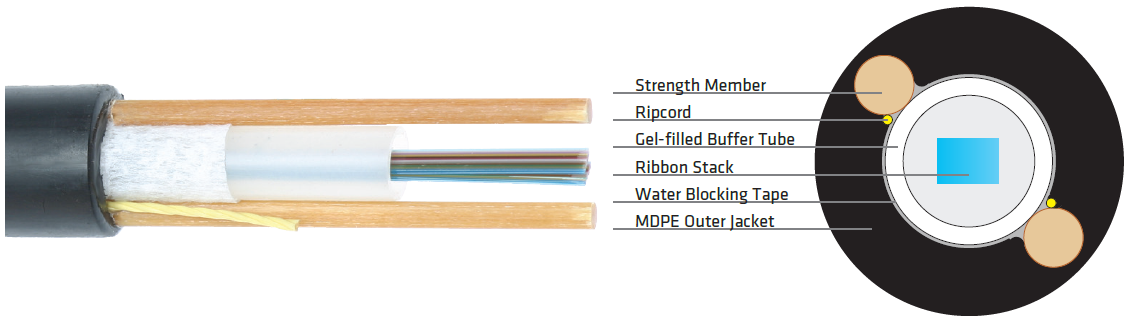 Strength Member
Ripcord
Gel-filled Buffer Tube
Ribbon Stack
Water Blocking Tape
MDPE Outer Jacket